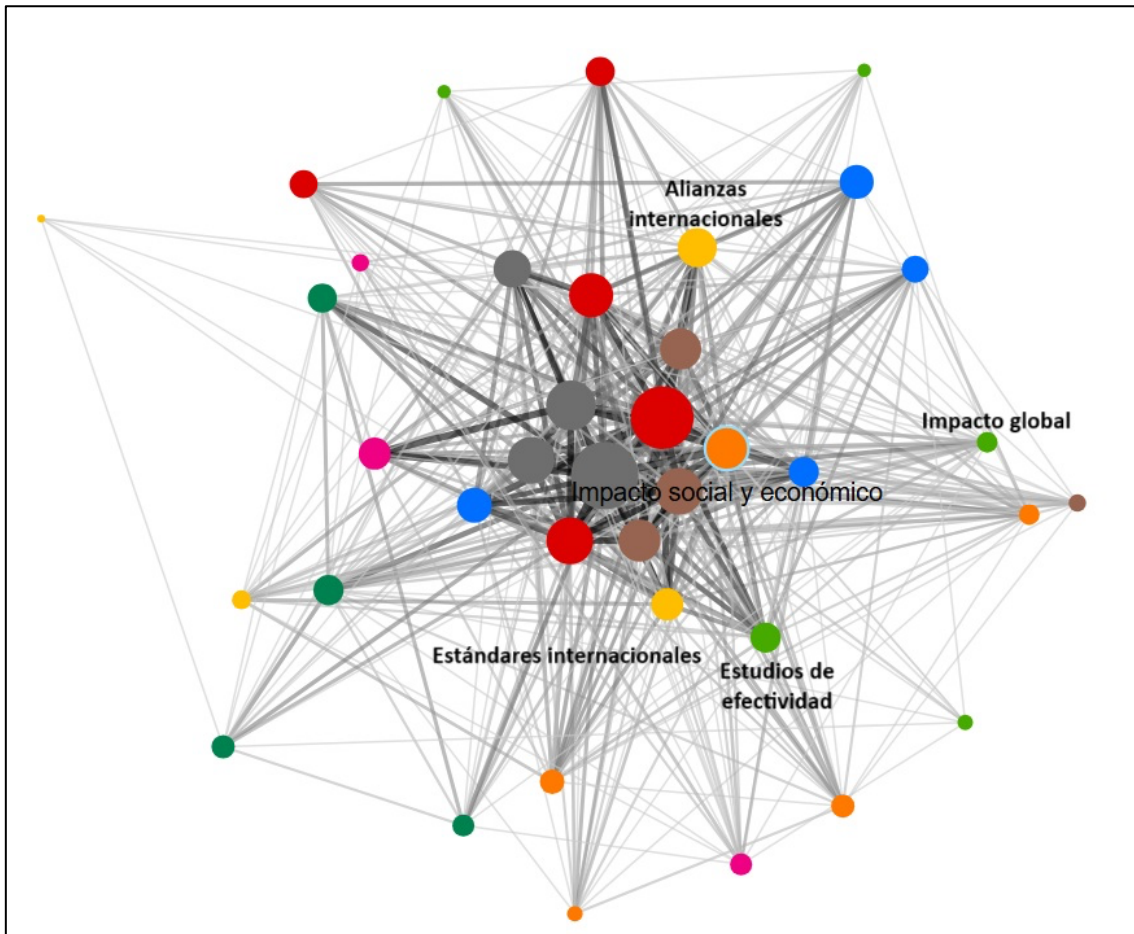 Alianzas
internacionales
Impacto global
Impacto social y económico
Estándares internacionales
Estudios de
efectividad